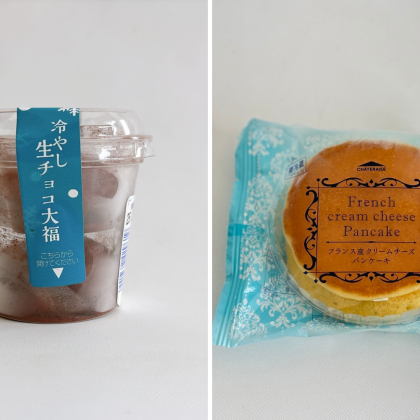 冷やし
生チョコ大福
こちらから
開けてください
CHATERAISE
French
cream cheese
Pancake
フランス産クリームチーズ
パンケーキ